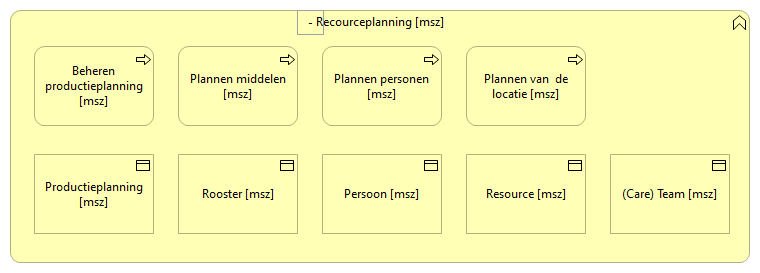 - Recourceplanning [msz]
Beheren
productieplanning
[msz]
Plannen middelen
[msz]
Plannen personen
[msz]
Plannen van  de
locatie [msz]
Productieplanning
[msz]
Rooster [msz]
Persoon [msz]
Resource [msz]
(Care) Team [msz]